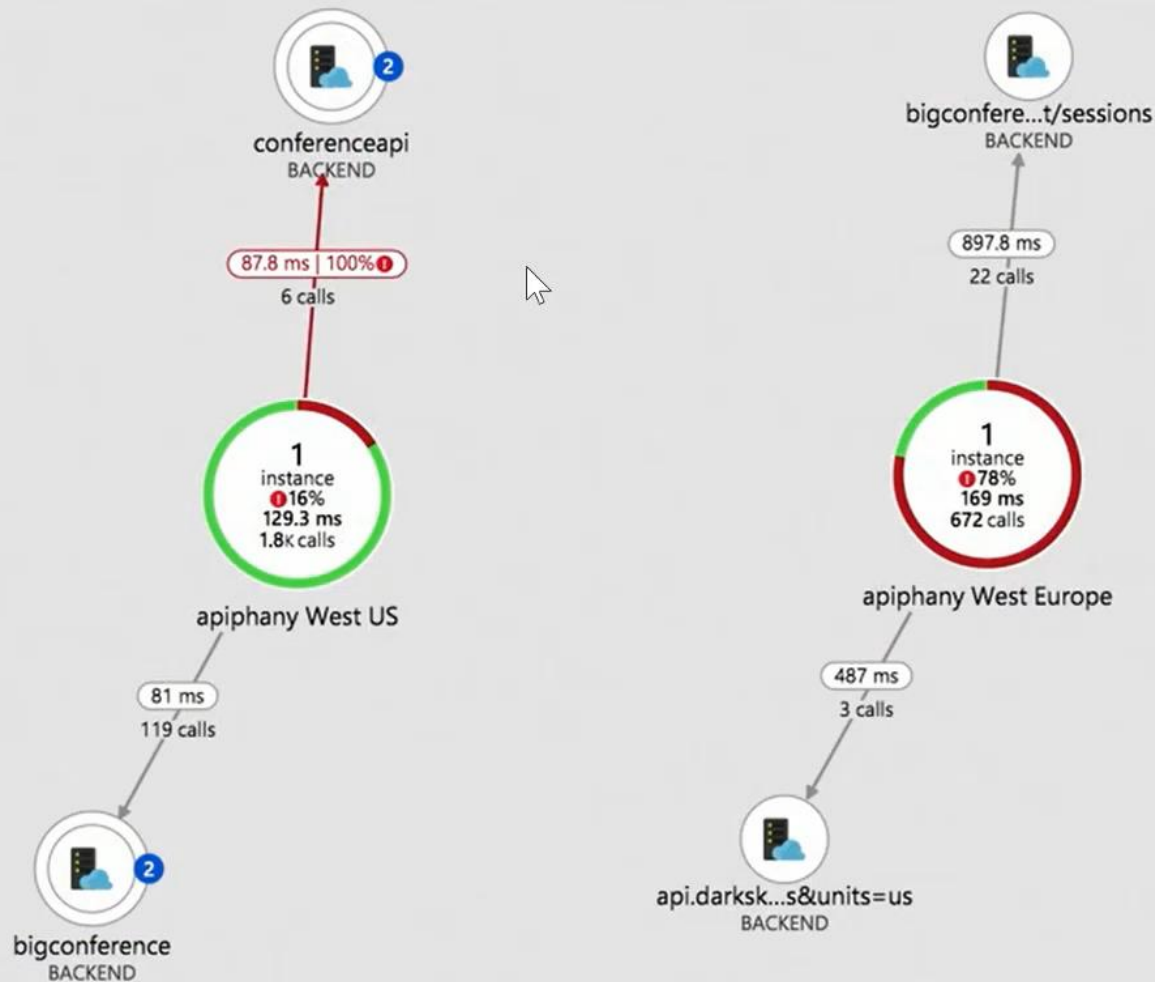 2
conferenceapi
BACKEND
87.8 ms | 100%
6 calls
1
instance
16%
129.3 ms
1.8K calls
apiphany West US
81 ms
119 calls
2
bigconference
BACKEND
bigconfere...t/sessions
BACKEND
897.8 ms
22 calls
1
instance
78%
169 ms
672 calls
apiphany West Europe
487 ms
3 calls
api.darksk...s&units=us
BACKEND